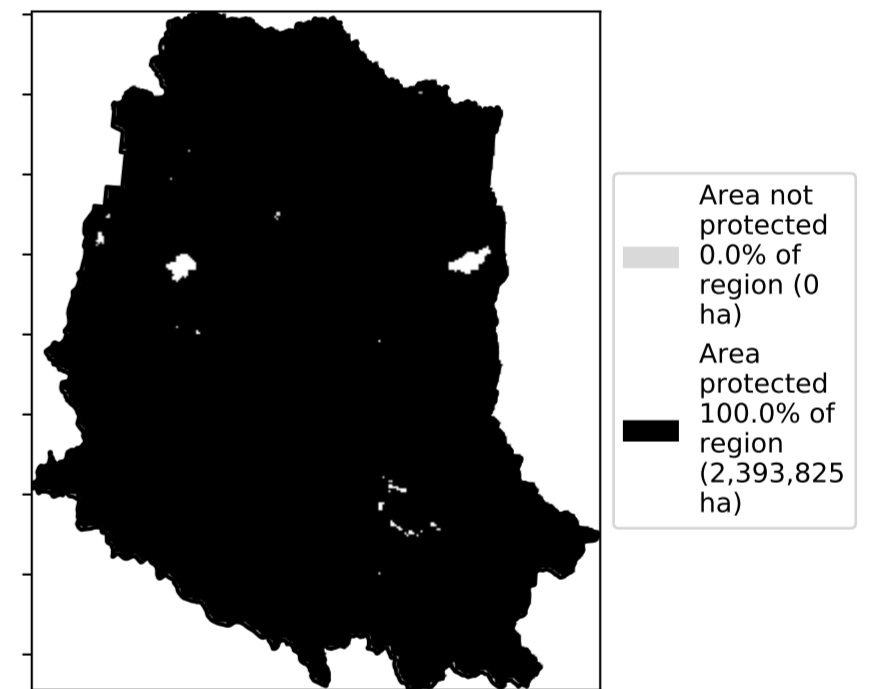 Area not
protected
0.0% of
region (0
ha)
Area
protected
100.0% of
region
(2,393,825
ha)